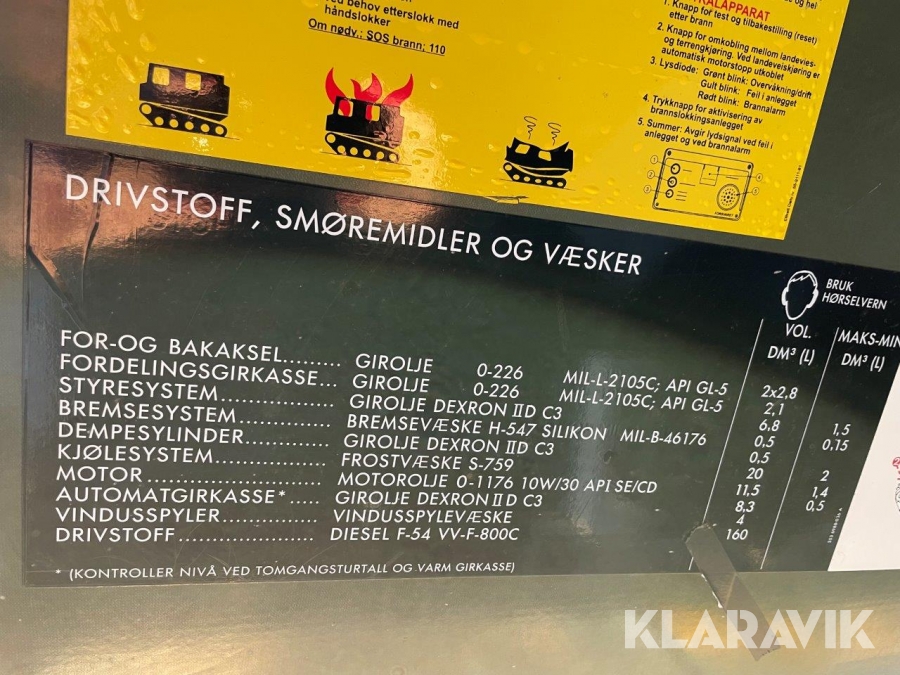 ved behov etterslokk med
håndslokker
Om nødv.; SOS brann; 110
RALAPPARAT
1. Knapp for test og tilbakestilling (reset)
etter brann
2. Knapp for omkobling mellom landevies-
og terrengkjøring. Ved landeveiskjøring er
automatisk motorstopp utkoblet
3. Lysdiode: Grønt blink: Overvåkning/drift
Gult blink: Feil i anlegget
Rødt blink: Brannalarm
4. Trykknapp for aktivisering av
brannslokkingsanlegget
5. Summer: Avgir lydsignal ved feil i
anlegget og ved brannalarm
DRIVSTOFF, SMØREMIDLER OG VÆSKER
BRUK
HØRSELVERN
VOL. MAKS-MIN
DM³ (L) DM³ (L)
FOR-OG BAKAKSEL......... GIROLJE 0-226 MIL-L-2105C; API GL-5 2x2,8
FORDELINGSGIRKASSE... GIROLJE 0-226 MIL-L-2105C; API GL-5 2,1
STYRESYSTEM.................... GIROLJE DEXRON IID C3 6.8 1,5
BREMSESYSTEM................ BREMSEVÆSKE H-547 SILIKON MIL-B-46176 0,5 0,15
DEMPESYLINDER............... GIROLJE DEXRON IID C3 0,5
KJØLESYSTEM.................... FROSTVÆSKE S-759 20 2
MOTOR............................. MOTOROLJE 0-1176 10W/30 API SE/CD 11,5 1,4
AUTOMATGIRKASSE*..... GIROLJE DEXRON II D C3 8,3 0,5
VINDUSSPYLER................. VINDUSSPYLEVÆSKE 4
DRIVSTOFF........................ DIESEL F-54 VV-F-800C 160
* (KONTROLLER NIVÅ VED TOMGANGSTURTALL OG VARM GIRKASSE)
KLARAVIK